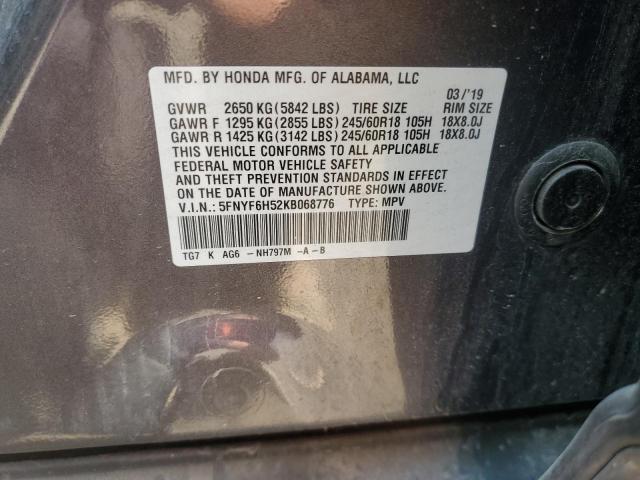 MFD. BY HONDA MFG. OF ALABAMA, LLC
03/'19
GVWR 2650 KG (5842 LBS) TIRE SIZE RIM SIZE
GAWR F 1295 KG (2855 LBS) 245/60R18 105H 18X8.0J
GAWR R 1425 KG (3142 LBS) 245/60R18 105H 18X8.0J
THIS VEHICLE CONFORMS TO ALL APPLICABLE
FEDERAL MOTOR VEHICLE SAFETY
AND THEFT PREVENTION STANDARDS IN EFFECT
ON THE DATE OF MANUFACTURE SHOWN ABOVE.
V.I.N.: 5FNYF6H52KB068776 TYPE: MPV
TG7 K AG6 -NH797M -A-B